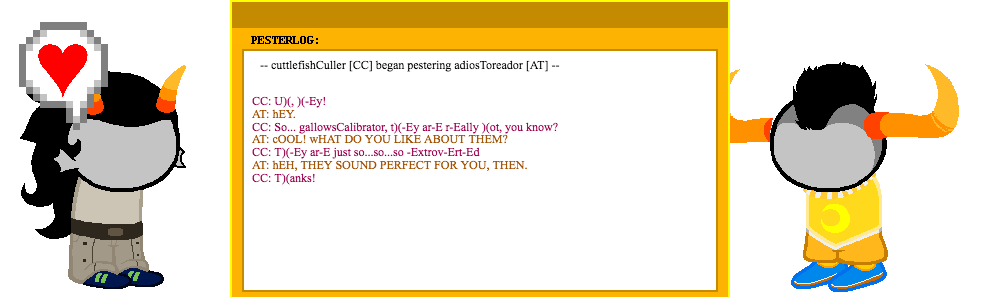 PESTERLOG:
-- cuttlefishCuller [CC] began pestering adiosToreador [AT] --
CC: U)(, )(-Ey!
AT: hEY.
CC: So... gallowsCalibrator, t)(-Ey ar-E r-Eally )(ot, you know?
AT: cOOL! wHAT DO YOU LIKE ABOUT THEM?
CC: T)(-Ey ar-E just so...so...so -Extrov-Ert-Ed
AT: hEH, THEY SOUND PERFECT FOR YOU, THEN.
CC: T)(anks!